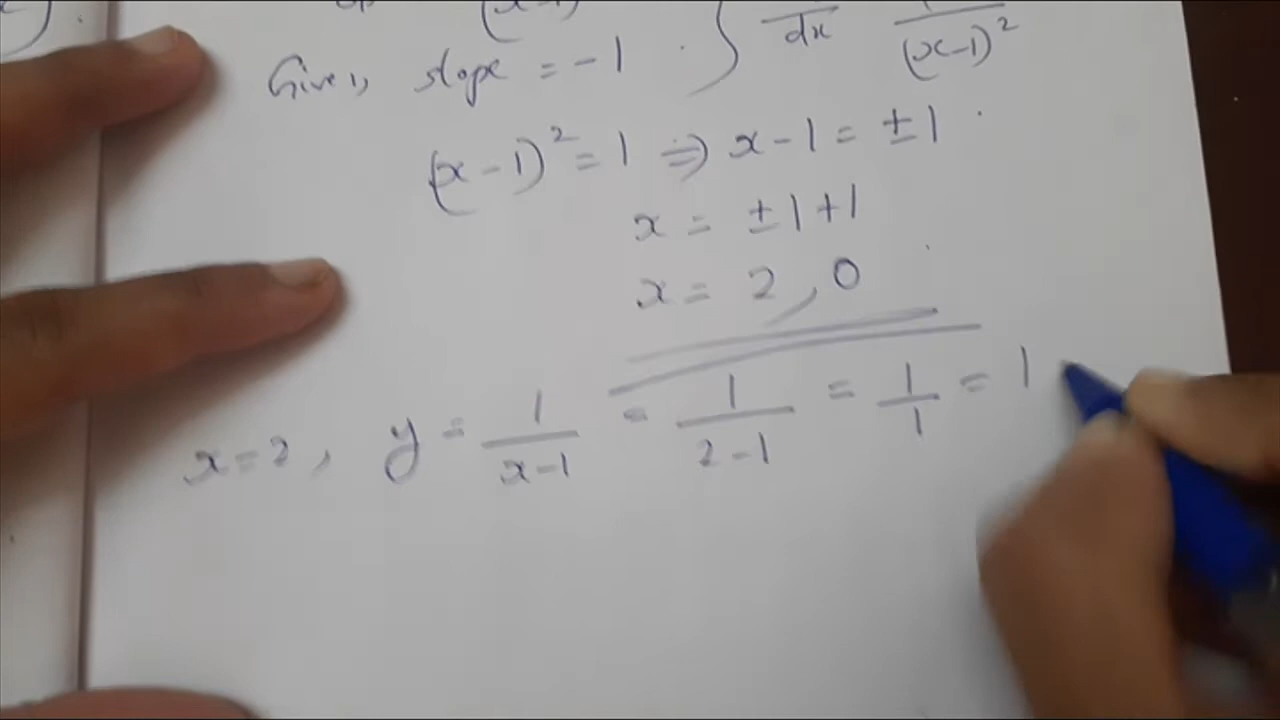 Given, slope = -1 } dx (x-1)²
(x-1)² = 1 ⇒ x-1 = ±1
x = ±1+1
x = 2, 0
x=2, y = 1/(x-1) = 1/(2-1) = 1/1 = 1